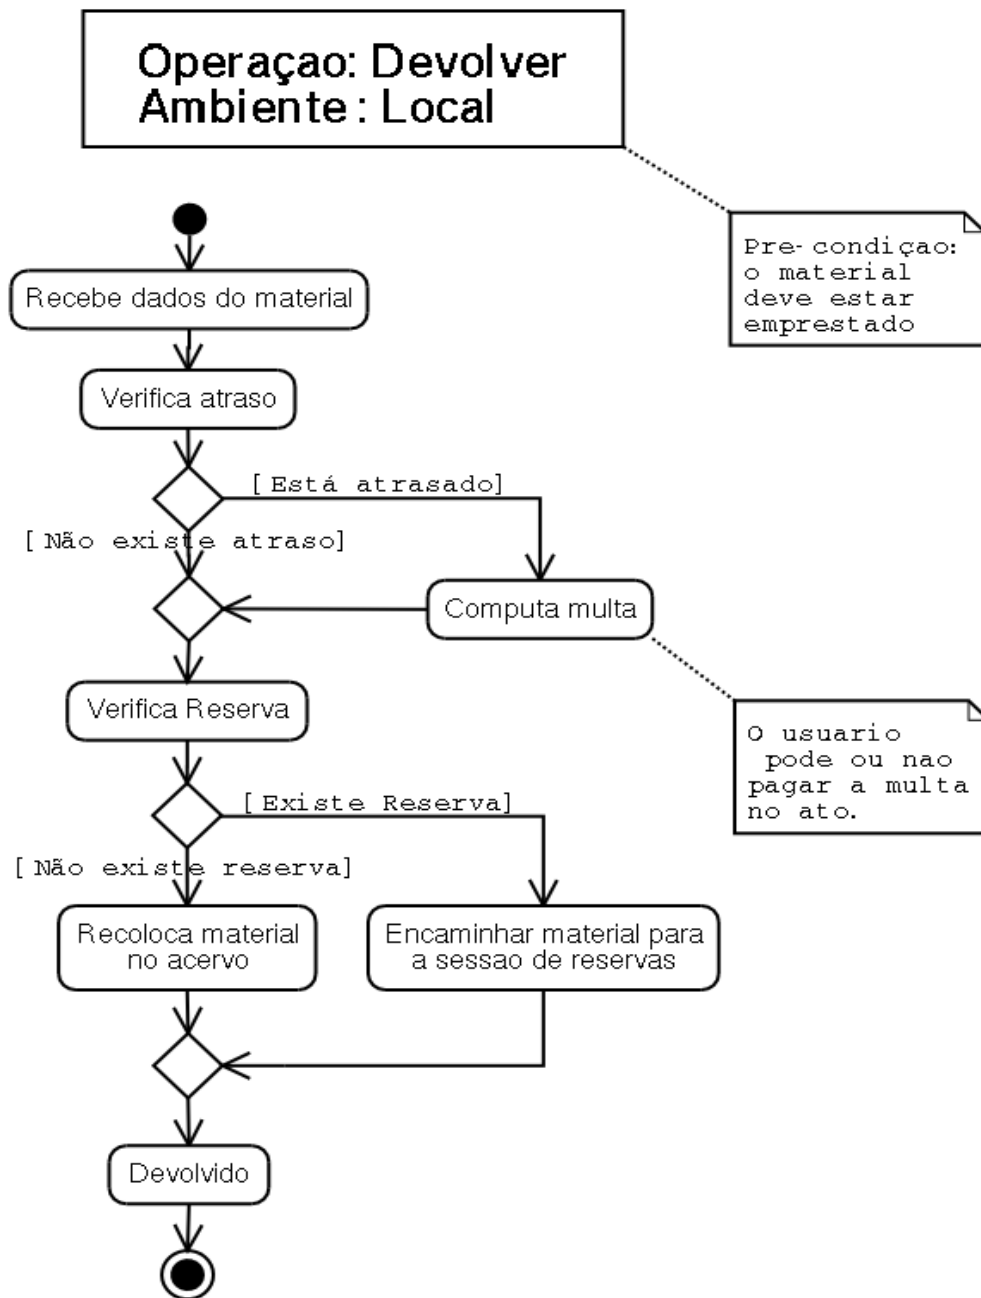 Operaçao: Devolver
Ambiente : Local
Pre-condiçao:
o material
deve estar
emprestado
Recebe dados do material
Verifica atraso
[Está atrasado]
[Não existe atraso]
Computa multa
Verifica Reserva
O usuario
pode ou nao
pagar a multa
no ato.
[Existe Reserva]
[Não existe reserva]
Recoloca material
no acervo
Encaminhar material para
a sessao de reservas
Devolvido